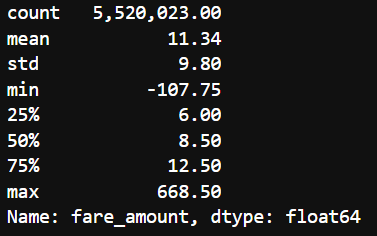 count 5,520,023.00
mean 11.34
std 9.80
min -107.75
25% 6.00
50% 8.50
75% 12.50
max 668.50
Name: fare_amount, dtype: float64